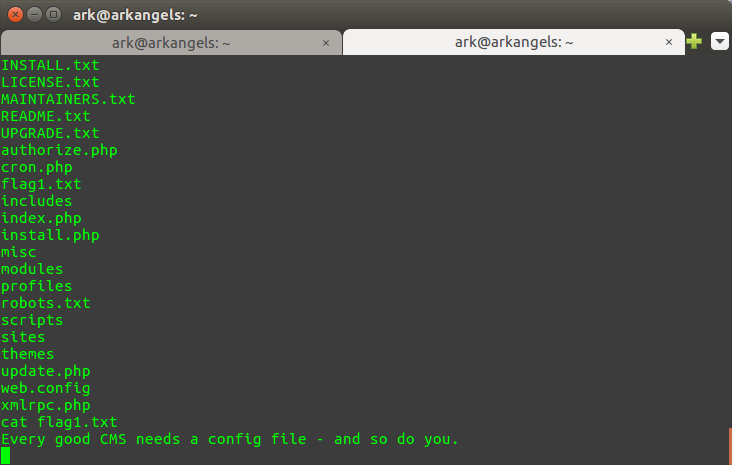 ark@arkangels: ~
ark@arkangels: ~
ark@arkangels: ~
INSTALL.txt
LICENSE.txt
MAINTAINERS.txt
README.txt
UPGRADE.txt
authorize.php
cron.php
flag1.txt
includes
index.php
install.php
misc
modules
profiles
robots.txt
scripts
sites
themes
update.php
web.config
xmlrpc.php
cat flag1.txt
Every good CMS needs a config file - and so do you.